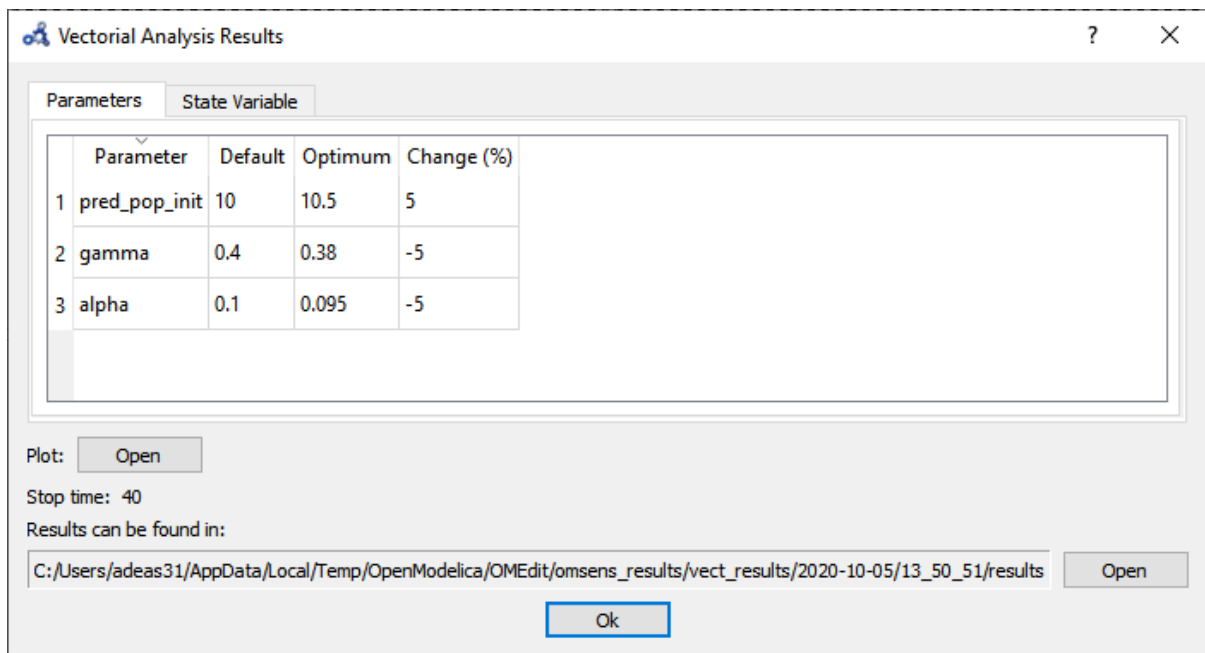 Vectorial Analysis Results ?
Parameters State Variable
Parameter Default Optimum Change (%)
1 pred_pop_init 10 10.5 5
2 gamma 0.4 0.38 -5
3 alpha 0.1 0.095 -5
Plot: Open
Stop time: 40
Results can be found in:
C:/Users/adeas31/AppData/Local/Temp/OpenModelica/OMEdit/omsens_results/vect_results/2020-10-05/13_50_51/results Open
Ok